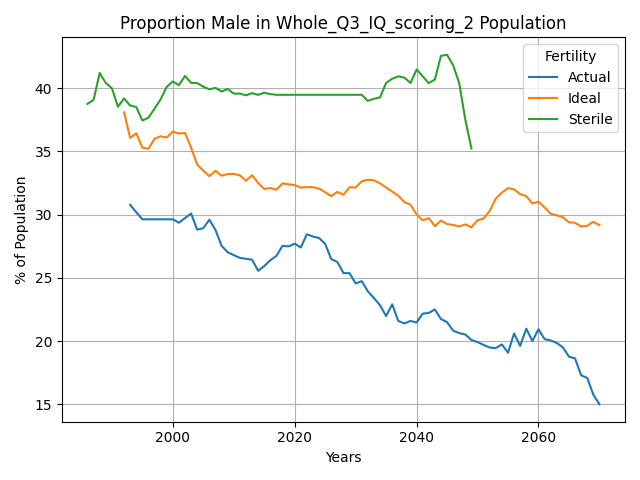 Proportion Male in Whole_Q3_IQ_scoring_2 Population
% of Population
40
35
30
25
20
15
Fertility
Actual
Ideal
Sterile
2000
2020
2040
2060
Years